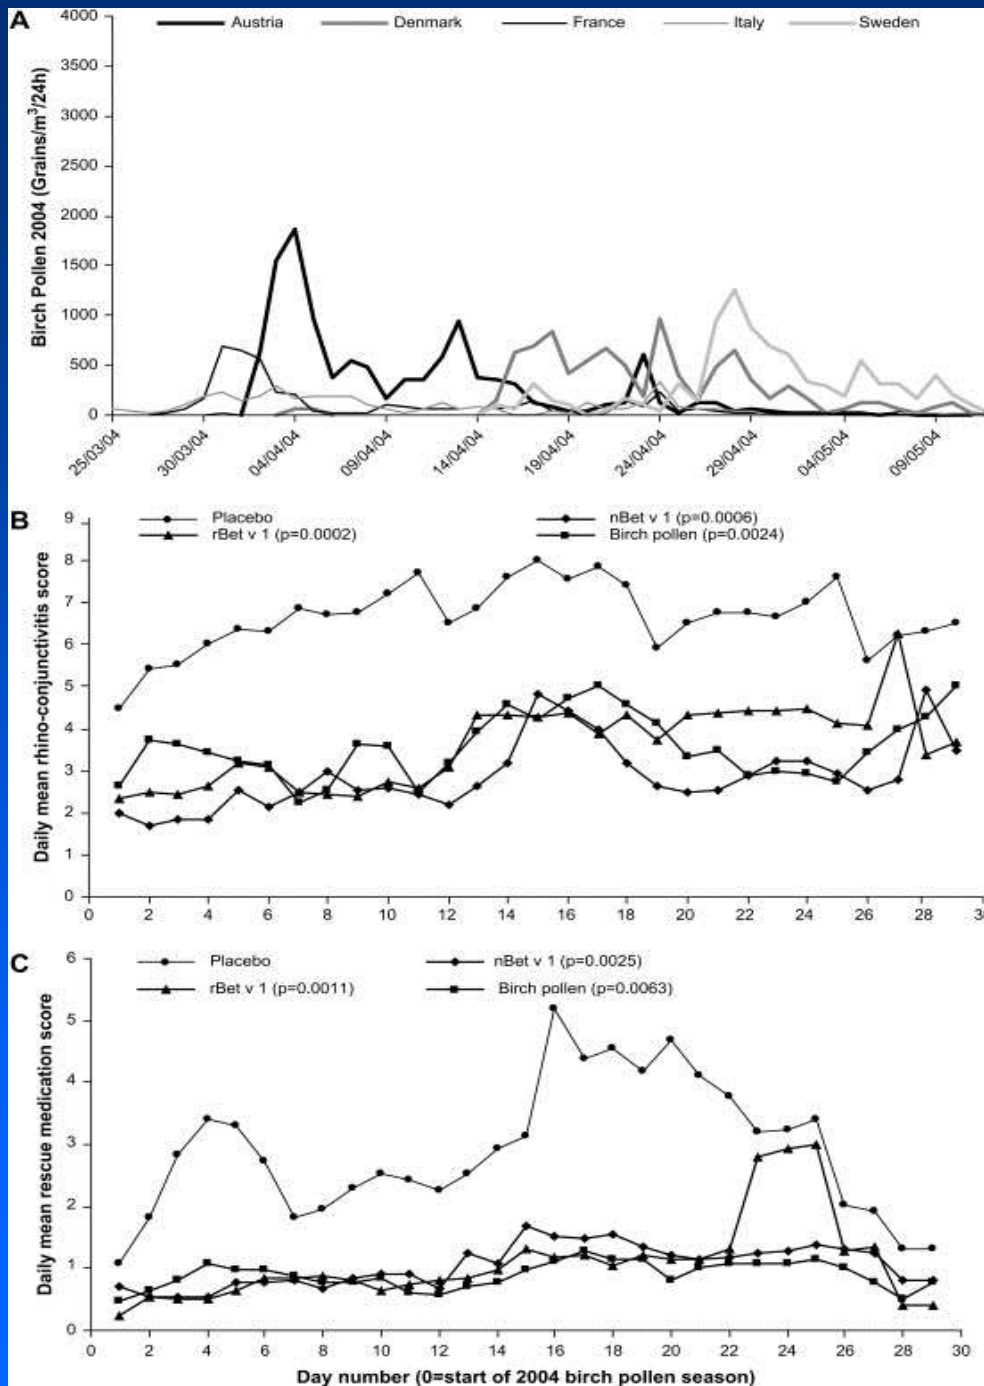 A
Austria Denmark France Italy Sweden
Birch Pollen 2004 (Grains/m³/24h)
4000
3500
3000
2500
2000
1500
1000
500
0
25/03/04 30/03/04 04/04/04 09/04/04 14/04/04 19/04/04 24/04/04 29/04/04 04/05/04 09/05/04
B
Placebo nBet v 1 (p=0.0006)
rBet v 1 (p=0.0002) Birch pollen (p=0.0024)
Daily mean rhino-conjunctivitis score
9
8
7
6
5
4
3
2
1
0
0 2 4 6 8 10 12 14 16 18 20 22 24 26 28 30
C
Placebo nBet v 1 (p=0.0025)
rBet v 1 (p=0.0011) Birch pollen (p=0.0063)
Daily mean rescue medication score
6
5
4
3
2
1
0
0 2 4 6 8 10 12 14 16 18 20 22 24 26 28 30
Day number (0=start of 2004 birch pollen season)